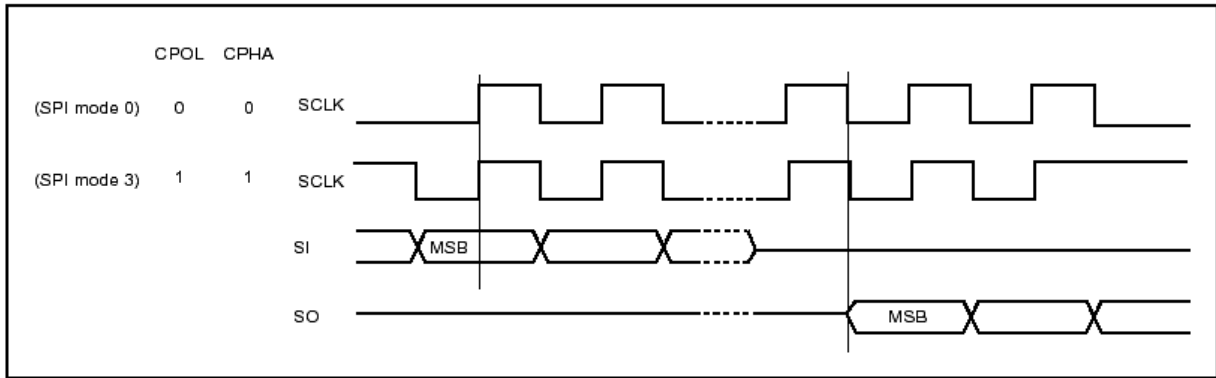 CPOL CPHA
(SPI mode 0) 0 0 SCLK
(SPI mode 3) 1 1 SCLK
SI MSB
SO MSB